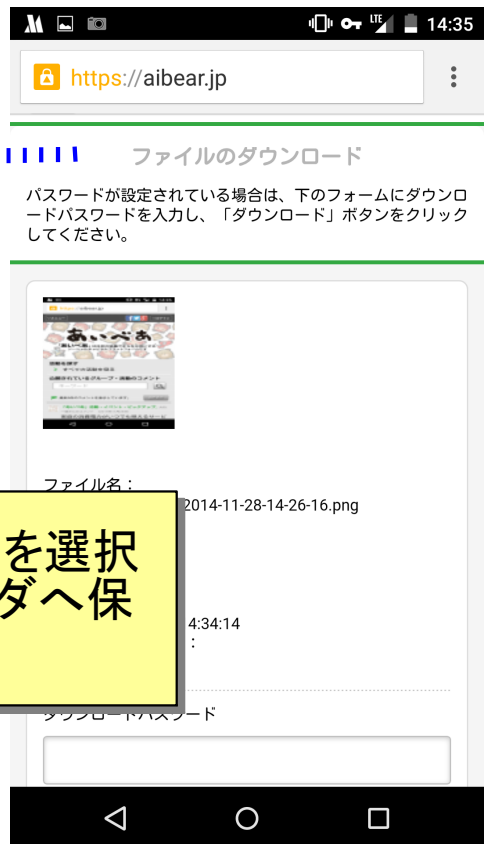 LTE 14:35
https://aibear.jp
ファイルのダウンロード
パスワードが設定されている場合は、下のフォームにダウンロ
ードパスワードを入力し、「ダウンロード」ボタンをクリック
してください。
あいべあ
ファイル名：
2014-11-28-14-26-16.png
を選択
ダへ保
4:34:14
：
ダウンロードパスワード